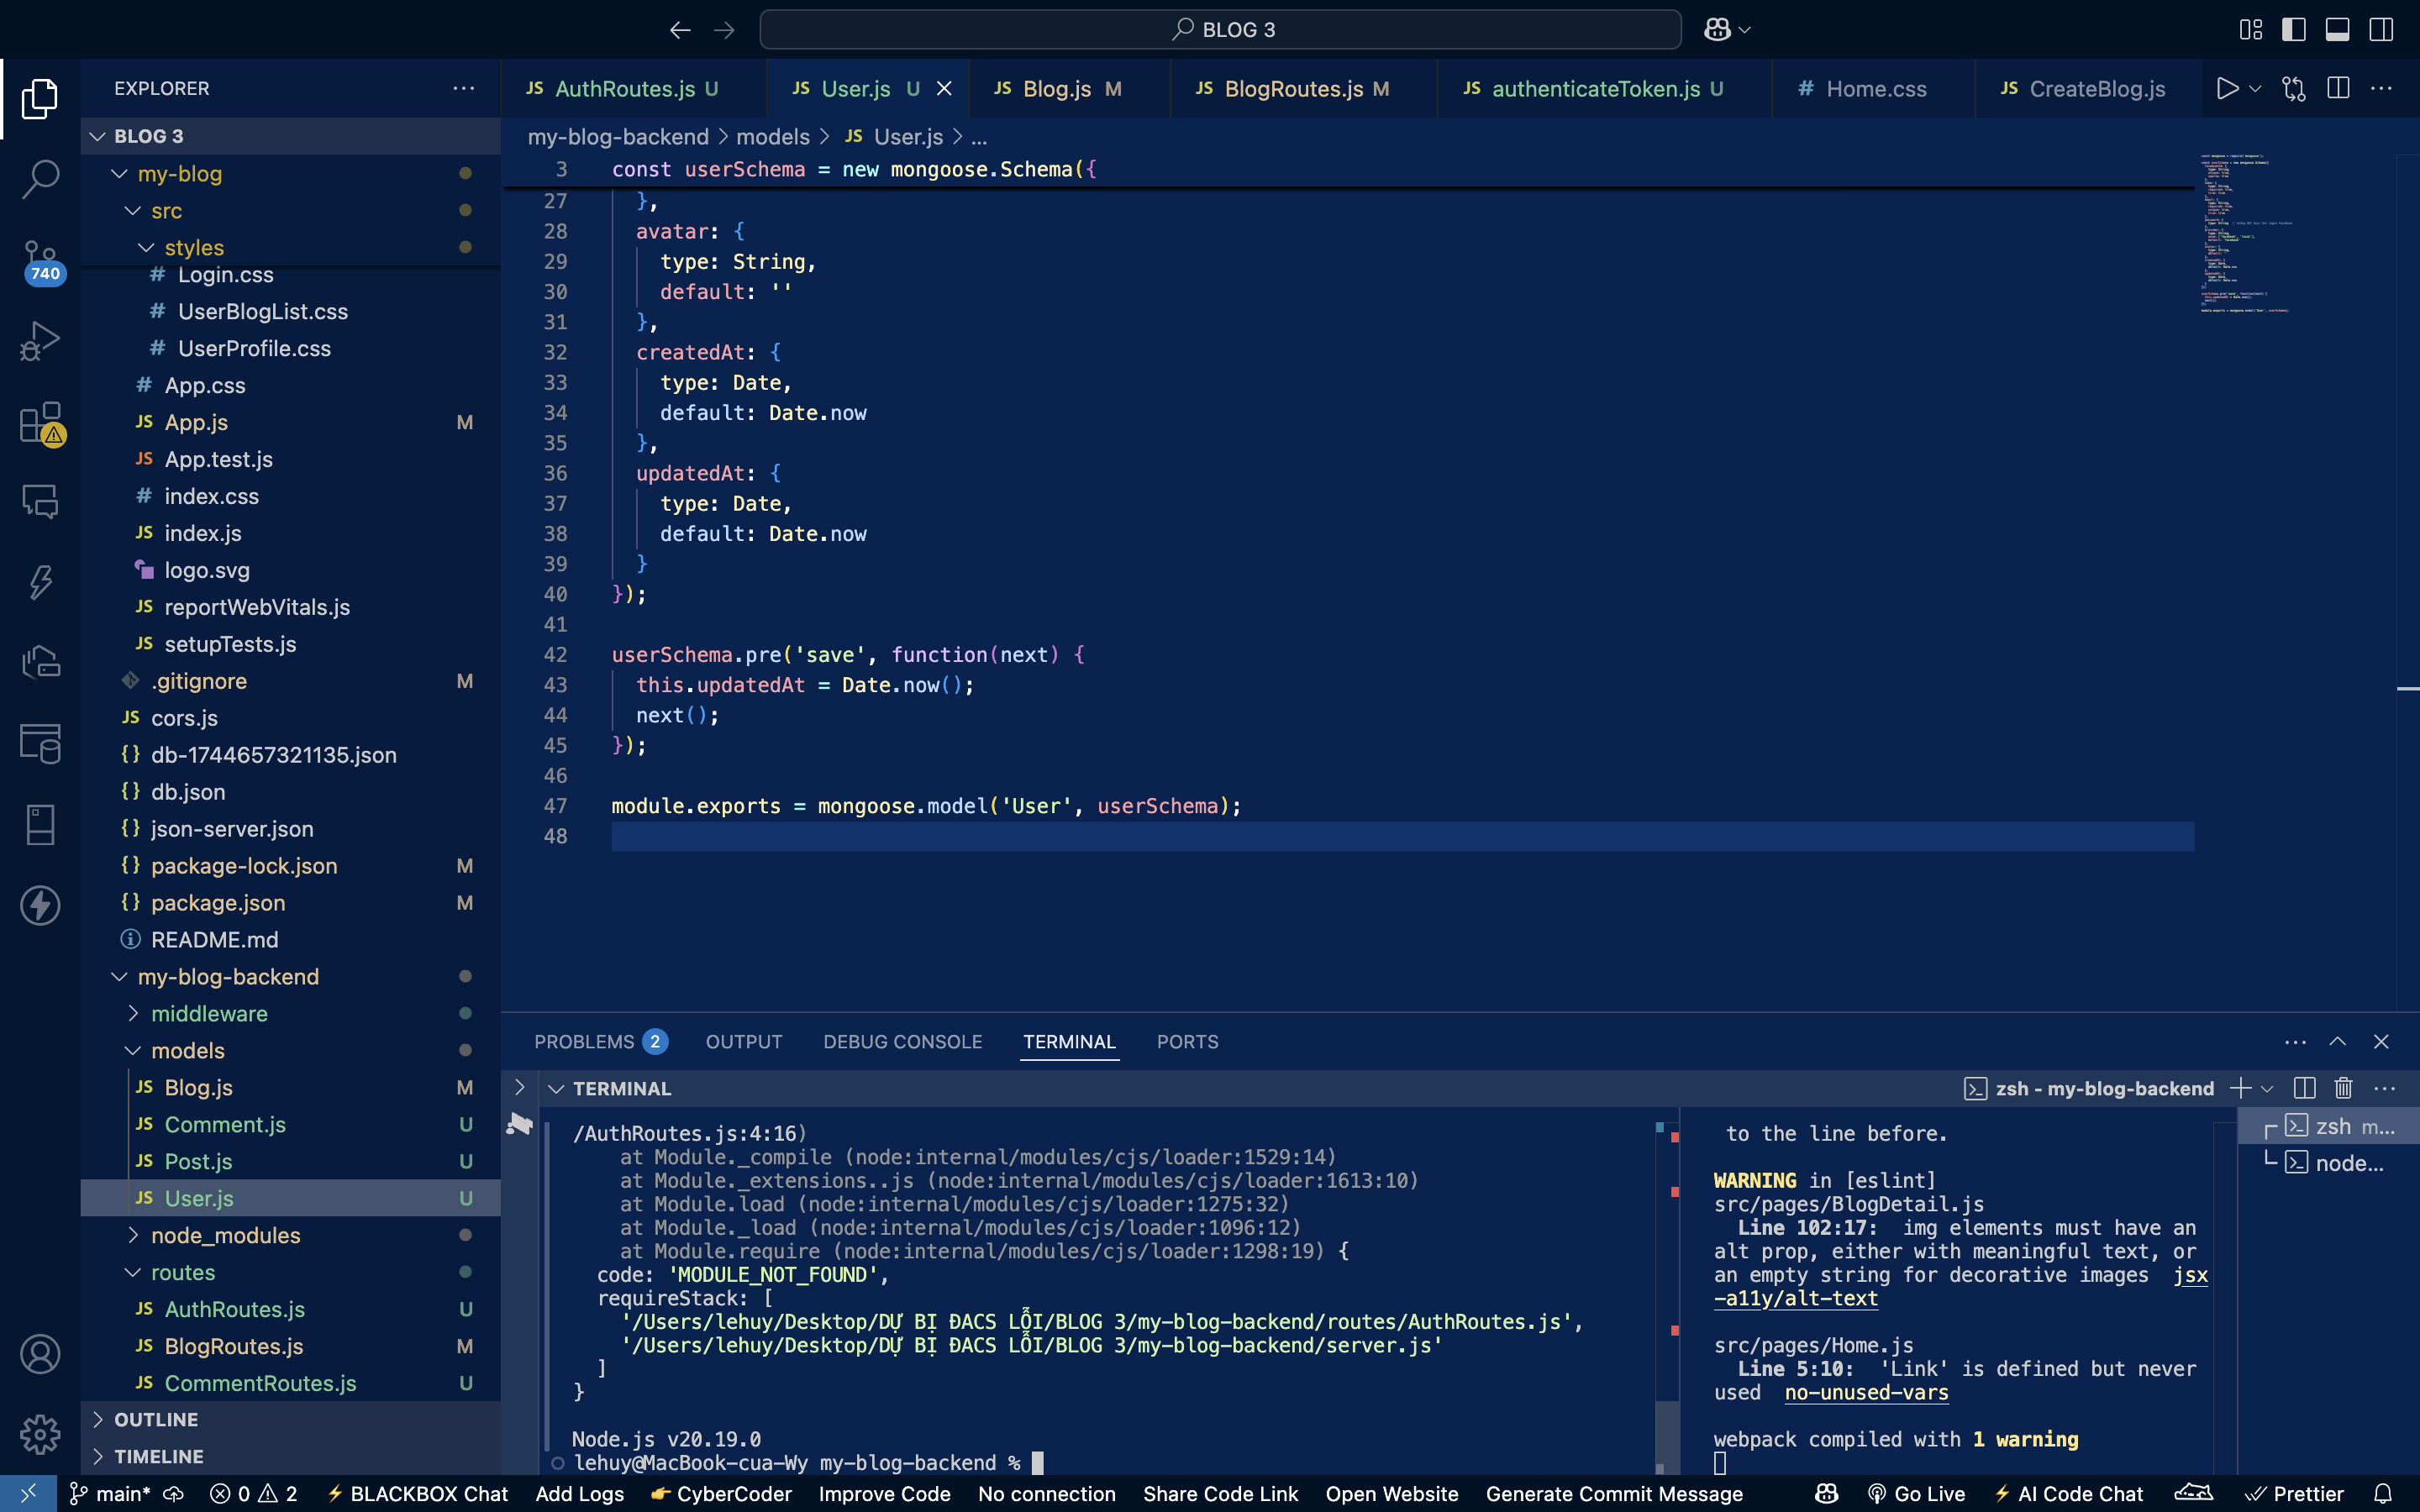 BLOG 3
EXPLORER
BLOG 3
my-blog
src
styles
Login.css
UserBlogList.css
UserProfile.css
App.css
App.js M
App.test.js
index.css
index.js
logo.svg
reportWebVitals.js
setupTests.js
.gitignore M
cors.js
db-1744657321135.json
db.json
json-server.json
package-lock.json M
package.json M
README.md
my-blog-backend
middleware
models
Blog.js M
Comment.js U
Post.js U
User.js U
node_modules
routes
AuthRoutes.js U
BlogRoutes.js M
CommentRoutes.js U
OUTLINE
TIMELINE
740
JS AuthRoutes.js U JS User.js U JS Blog.js M JS BlogRoutes.js M JS authenticateToken.js U # Home.css JS CreateBlog.js
my-blog-backend > models > JS User.js > ...
3 const userSchema = new mongoose.Schema({
27 },
28 avatar: {
29 type: String,
30 default: ''
31 },
32 createdAt: {
33 type: Date,
34 default: Date.now
35 },
36 updatedAt: {
37 type: Date,
38 default: Date.now
39 }
40 });
41
42 userSchema.pre('save', function(next) {
43 this.updatedAt = Date.now();
44 next();
45 });
46
47 module.exports = mongoose.model('User', userSchema);
48
PROBLEMS 2 OUTPUT DEBUG CONSOLE TERMINAL PORTS
TERMINAL
zsh - my-blog-backend
/AuthRoutes.js:4:16)
at Module._compile (node:internal/modules/cjs/loader:1529:14)
at Module._extensions..js (node:internal/modules/cjs/loader:1613:10)
at Module.load (node:internal/modules/cjs/loader:1275:32)
at Module._load (node:internal/modules/cjs/loader:1096:12)
at Module.require (node:internal/modules/cjs/loader:1298:19) {
code: 'MODULE_NOT_FOUND',
requireStack: [
'/Users/lehuy/Desktop/DỰ BỊ ĐACS LỖI/BLOG 3/my-blog-backend/routes/AuthRoutes.js',
'/Users/lehuy/Desktop/DỰ BỊ ĐACS LỖI/BLOG 3/my-blog-backend/server.js'
]
}
Node.js v20.19.0
lehuy@MacBook-cua-Wy my-blog-backend %
to the line before.
WARNING in [eslint]
src/pages/BlogDetail.js
Line 102:17: img elements must have an
alt prop, either with meaningful text, or
an empty string for decorative images jsx
-a11y/alt-text
src/pages/Home.js
Line 5:10: 'Link' is defined but never
used no-unused-vars
webpack compiled with 1 warning
zsh m...
node...
main* 0 2 BLACKBOX Chat Add Logs CyberCoder Improve Code No connection Share Code Link Open Website Generate Commit Message Go Live AI Code Chat Prettier